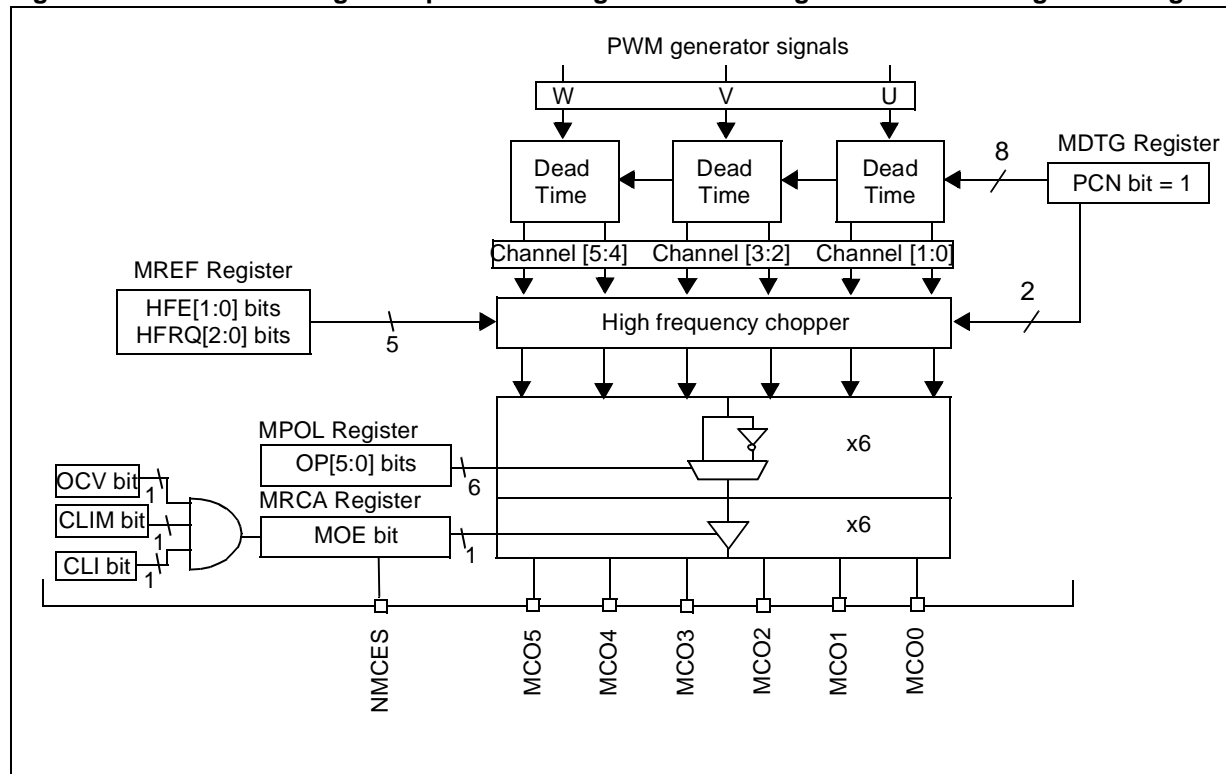 PWM generator signals
W V U
MDTG Register
8
PCN bit = 1
Dead Time
Dead Time
Dead Time
Channel [5:4] Channel [3:2] Channel [1:0]
MREF Register
HFE[1:0] bits
HFRQ[2:0] bits
5
High frequency chopper
2
MPOL Register
OP[5:0] bits
6
x6
OCV bit
1
CLIM bit
1
CLI bit
1
MRCA Register
MOE bit
1
x6
NMCES
MCO5
MCO4
MCO3
MCO2
MCO1
MCO0